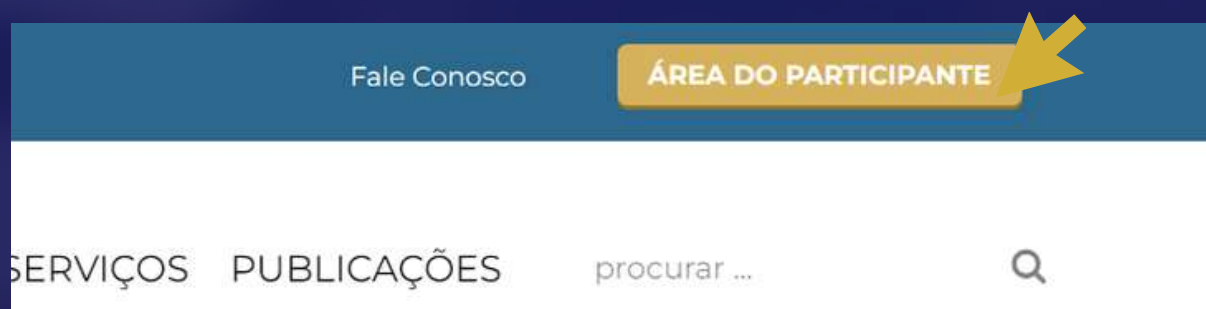 Fale Conosco ÁREA DO PARTICIPANTE
SERVIÇOS PUBLICAÇÕES procurar ...